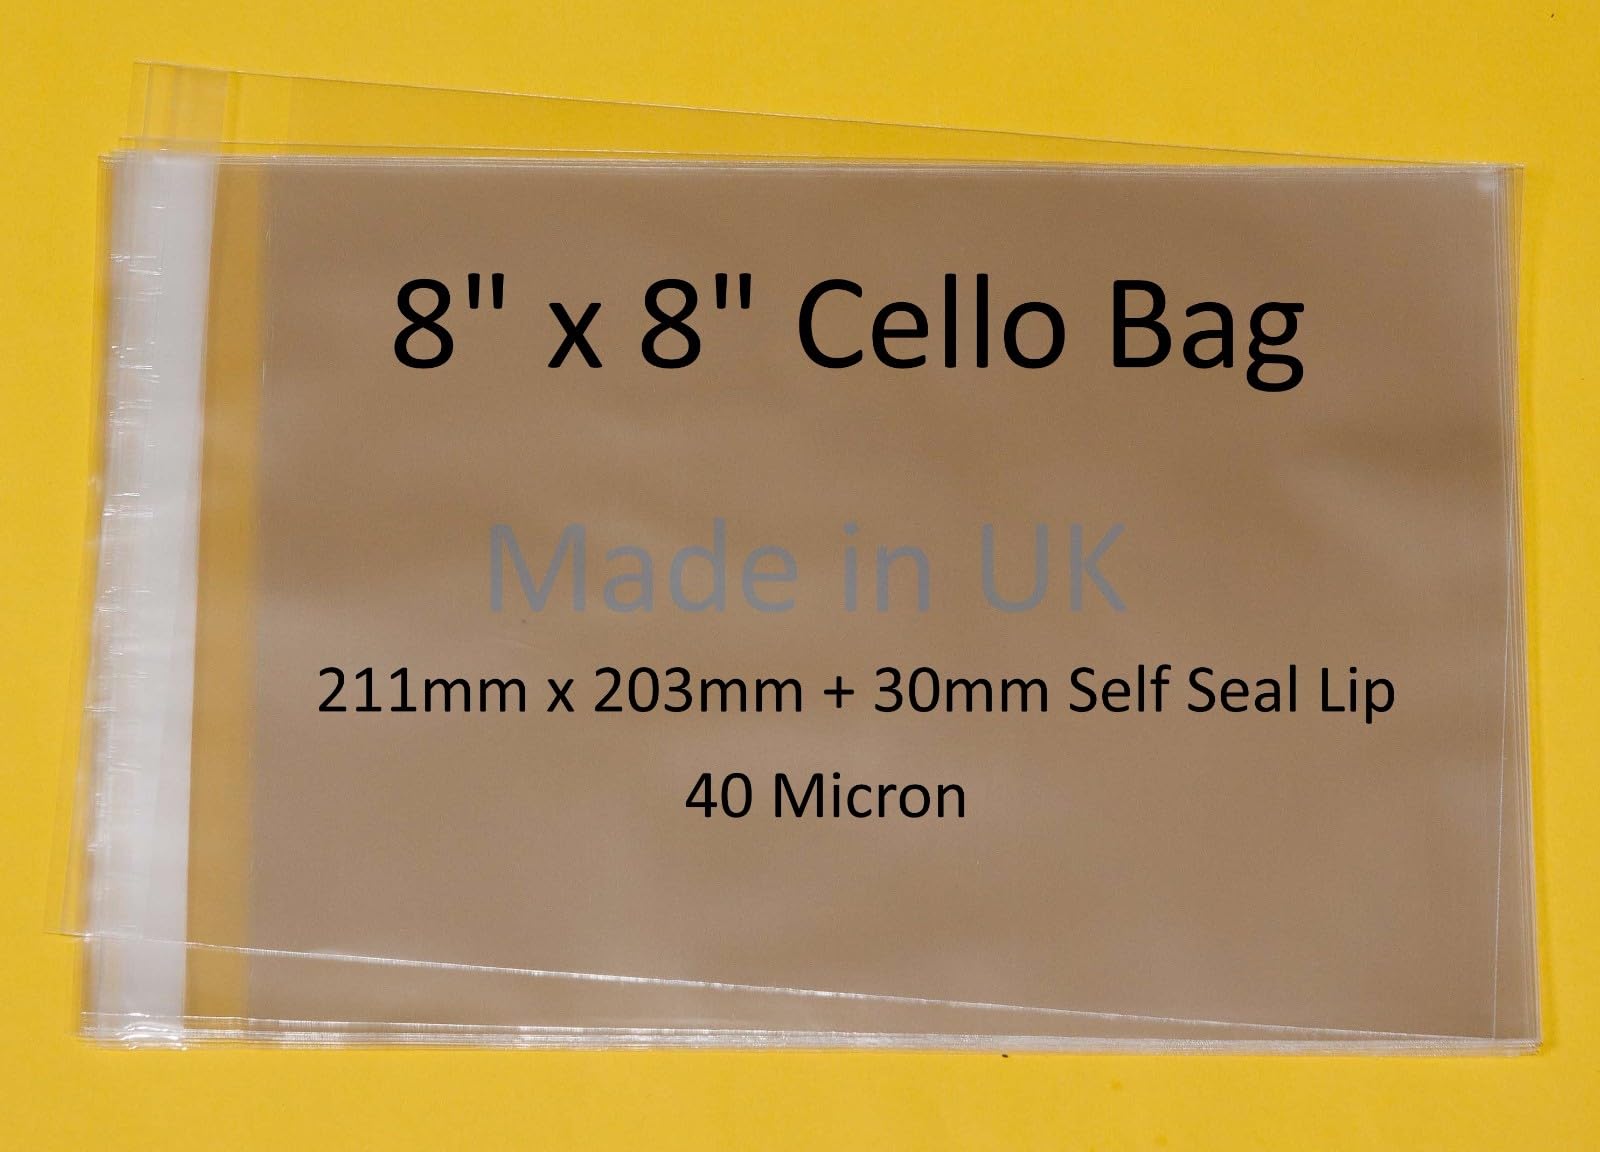 8" x 8" Cello Bag
Made in UK
211mm x 203mm + 30mm Self Seal Lip
40 Micron